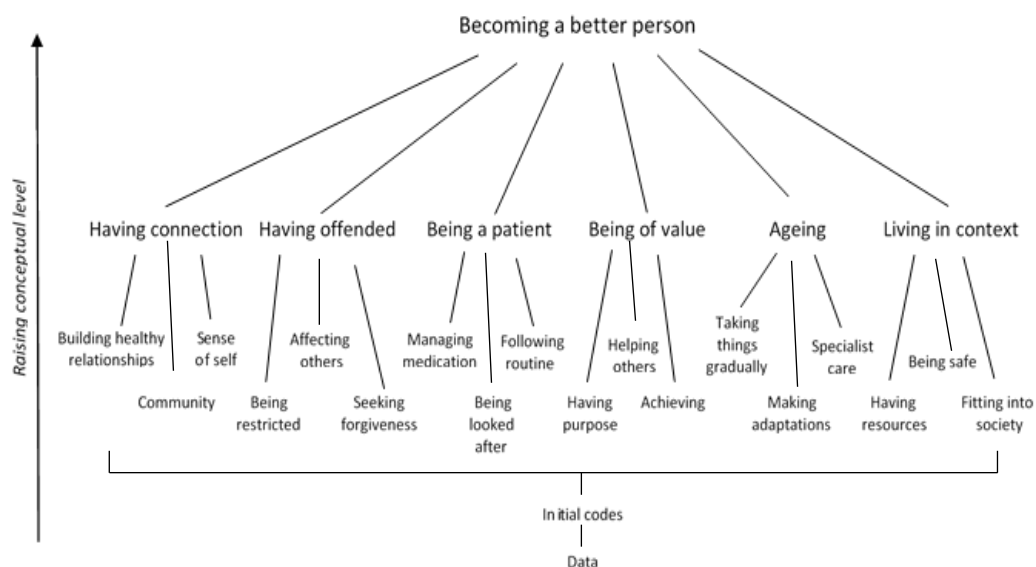 Becoming a better person
Raising conceptual level
Having connection
Having offended
Being a patient
Being of value
Ageing
Living in context
Building healthy
relationships
Sense
of self
Affecting
others
Managing
medication
Following
routine
Helping
others
Taking
things
gradually
Specialist
care
Being safe
Community
Being
restricted
Seeking
forgiveness
Being
looked
after
Having
purpose
Achieving
Making
adaptations
Having
resources
Fitting into
society
Initial codes
Data